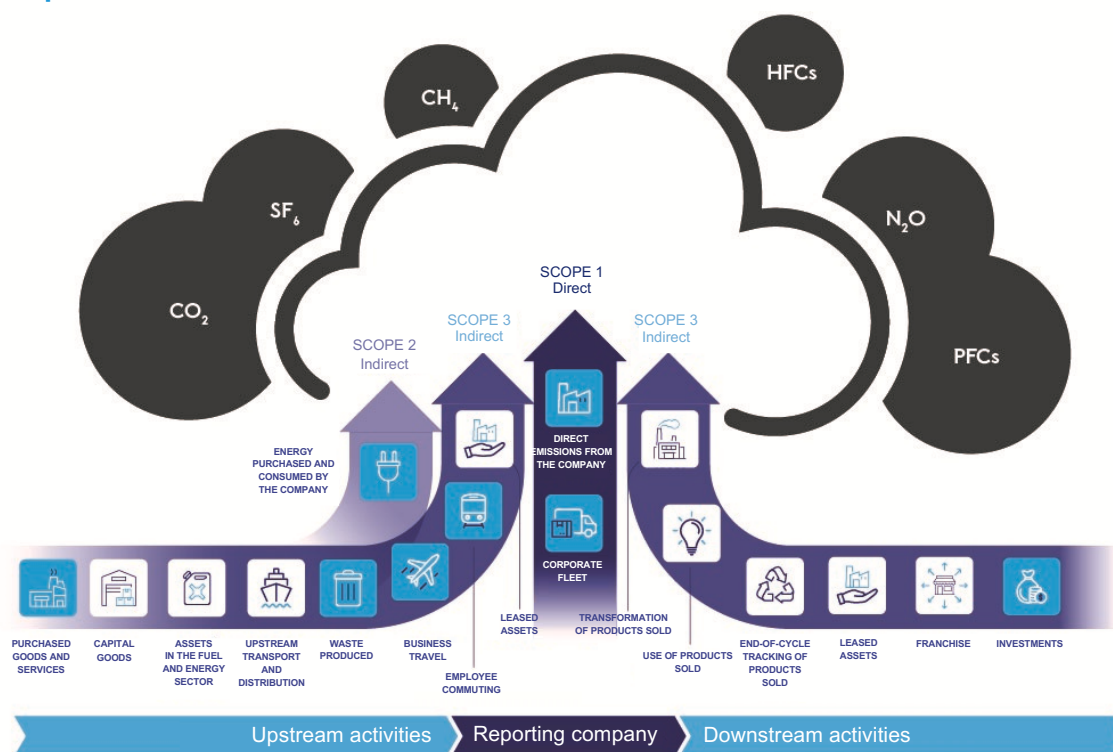 HFCs
CH₄
SF₆
N₂O
CO₂
PFCs
SCOPE 1
Direct
SCOPE 3
Indirect
SCOPE 3
Indirect
SCOPE 2
Indirect
ENERGY
PURCHASED AND
CONSUMED BY
THE COMPANY
DIRECT
EMISSIONS FROM
THE COMPANY
CORPORATE
FLEET
PURCHASED
GOODS AND
SERVICES
CAPITAL
GOODS
ASSETS
IN THE FUEL
AND ENERGY
SECTOR
UPSTREAM
TRANSPORT
AND
DISTRIBUTION
WASTE
PRODUCED
BUSINESS
TRAVEL
EMPLOYEE
COMMUTING
LEASED
ASSETS
TRANSFORMATION
OF PRODUCTS SOLD
USE OF PRODUCTS
SOLD
END-OF-CYCLE
TRACKING OF
PRODUCTS
SOLD
LEASED
ASSETS
FRANCHISE
INVESTMENTS
Upstream activities
Reporting company
Downstream activities